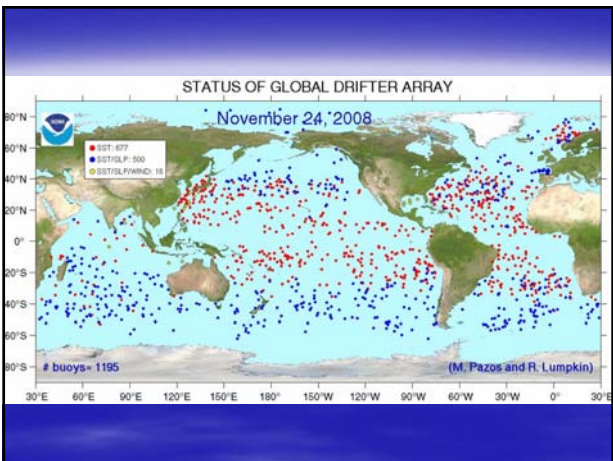 STATUS OF GLOBAL DRIFTER ARRAY
November 24, 2008
NOAA
SST: 677
SST/SLP: 500
SST/SLP/WIND: 18
80°N
60°N
40°N
20°N
0°
20°S
40°S
60°S
80°S
# buoys= 1195
(M. Pazos and R. Lumpkin)
30°E 60°E 90°E 120°E 150°E 180°W 150°W 120°W 90°W 60°W 30°W 0° 30°E